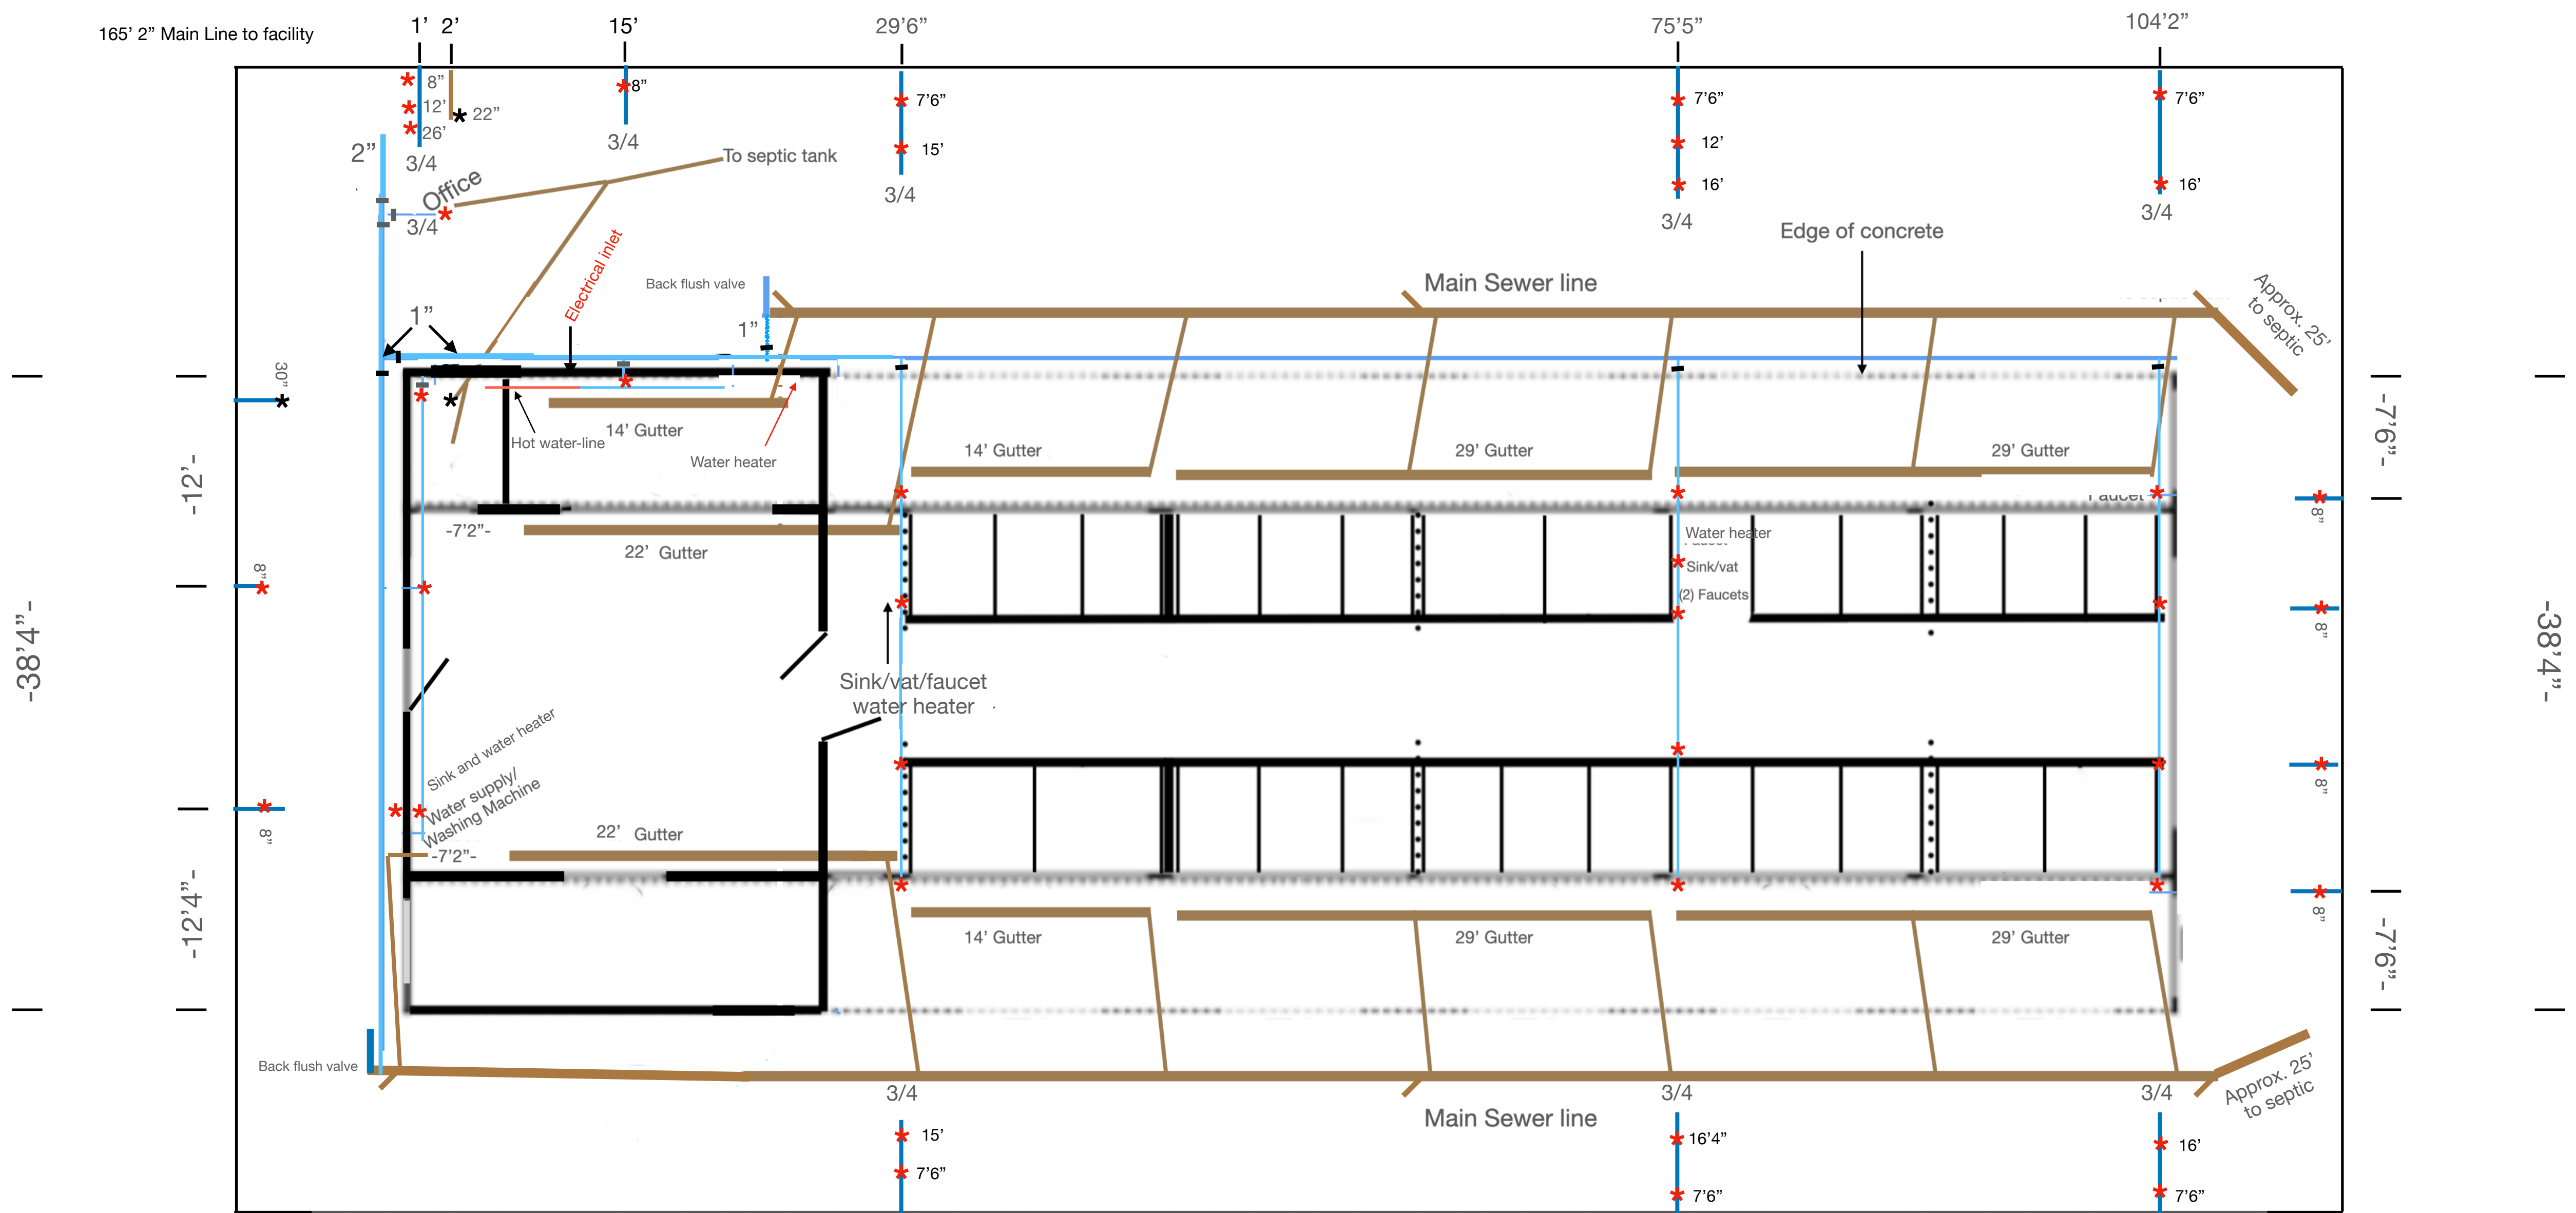 165’ 2” Main Line to facility
1’
2’
15’
29’6”
75’5”
104’2”
8”
12’
26’
22”
8”
7’6”
15’
7’6”
12’
16’
7’6”
16’
3/4
3/4
3/4
3/4
3/4
2”
Office
3/4
To septic tank
Electrical inlet
Edge of concrete
Back flush valve
Main Sewer line
Approx. 25’
to septic
1”
1”
30”
-12’-
-7’6”-
14’ Gutter
Hot water-line
Water heater
14’ Gutter
29’ Gutter
29’ Gutter
-7’2”-
22’ Gutter
8”
Water heater
Sink/vat
(2) Faucets
8”
8”
-38’4”-
-38’4”-
Sink/vat/faucet
water heater
Sink and water heater
Water supply/
Washing Machine
-7’2”-
22’ Gutter
8”
8”
8”
-12’4”-
-7’6”-
14’ Gutter
29’ Gutter
29’ Gutter
Back flush valve
3/4
3/4
3/4
Main Sewer line
Approx. 25’
to septic
15’
7’6”
16’4”
7’6”
16’
7’6”